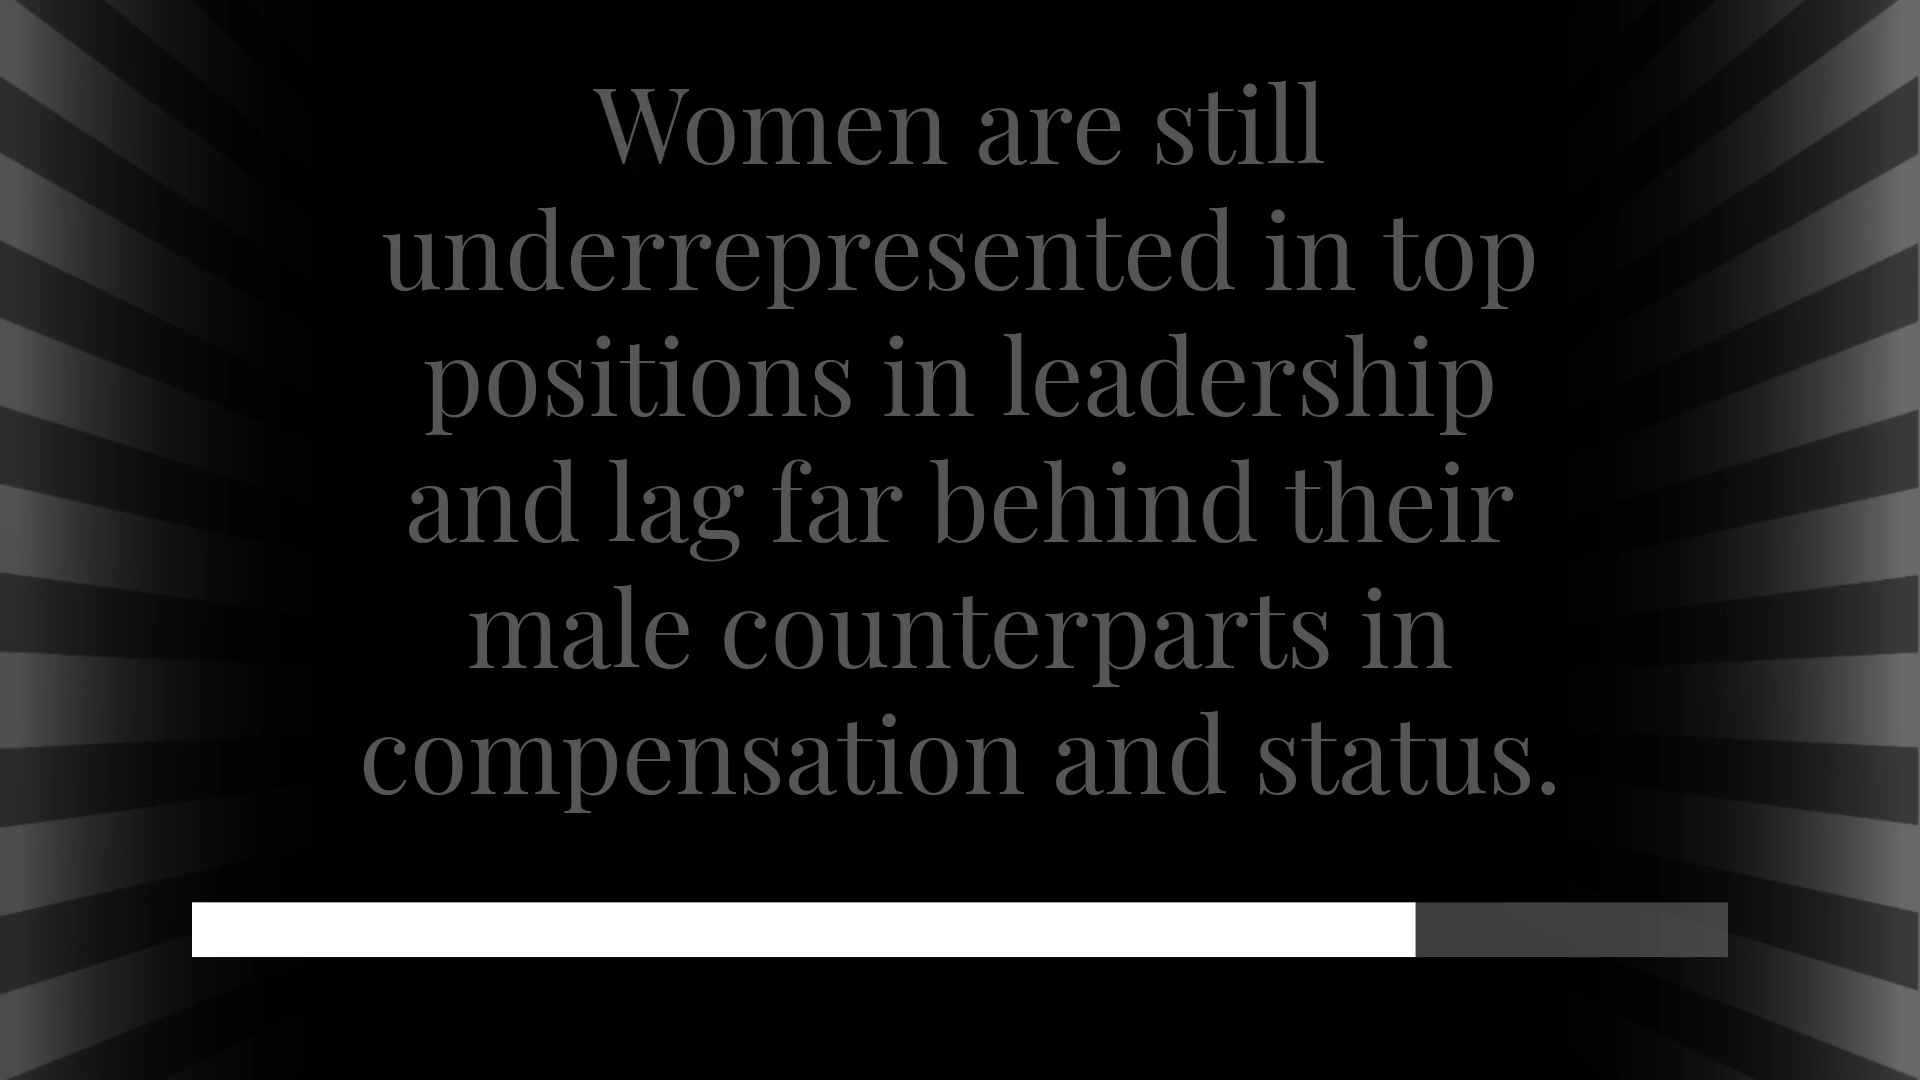 Women are still
underrepresented in top
positions in leadership
and lag far behind their
male counterparts in
compensation and status.